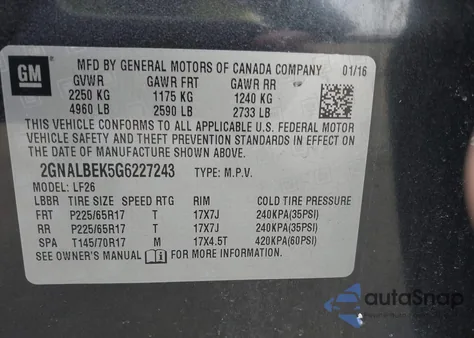 GM
MFD BY GENERAL MOTORS OF CANADA COMPANY 01/16
GVWR GAWR FRT GAWR RR
2250 KG 1175 KG 1240 KG
4960 LB 2590 LB 2733 LB
THIS VEHICLE CONFORMS TO ALL APPLICABLE U.S. FEDERAL MOTOR
VEHICLE SAFETY AND THEFT PREVENTION STANDARDS IN EFFECT ON
THE DATE OF MANUFACTURE SHOWN ABOVE.
2GNALBEK5G6227243 TYPE: M.P.V.
MODEL: LF26
LBBR TIRE SIZE SPEED RTG RIM COLD TIRE PRESSURE
FRT P225/65R17 T 17X7J 240KPA(35PSI)
RR P225/65R17 T 17X7J 240KPA(35PSI)
SPA T145/70R17 M 17X4.5T 420KPA(60PSI)
SEE OWNER'S MANUAL FOR MORE INFORMATION
autoSnap